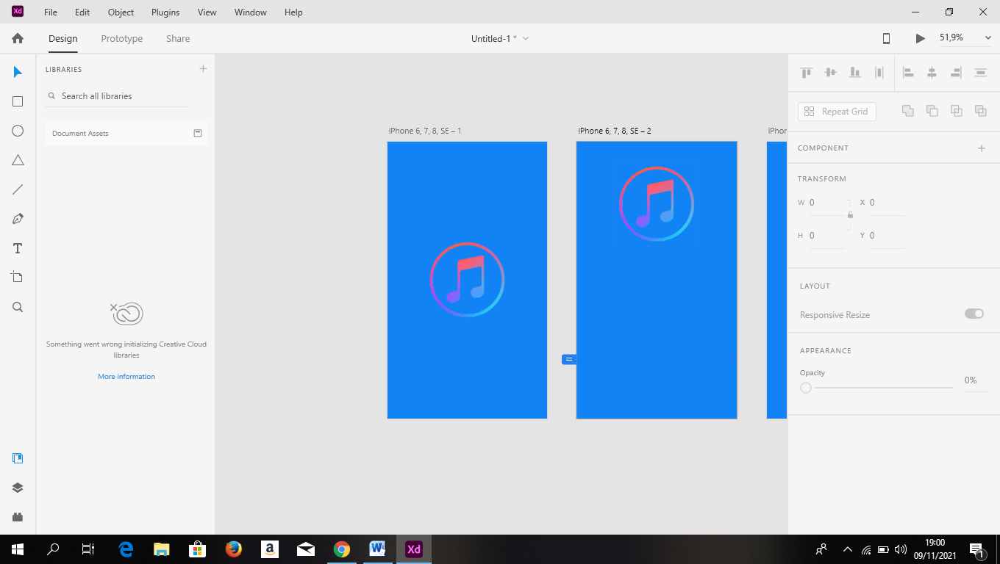 Xd File Edit Object Plugins View Window Help
Design Prototype Share Untitled-1 * 51,9%
LIBRARIES
Search all libraries
Document Assets
Something went wrong initializing Creative Cloud
libraries
More information
iPhone 6, 7, 8, SE – 1 iPhone 6, 7, 8, SE – 2 iPhon
Repeat Grid
COMPONENT
TRANSFORM
W 0 X 0
H 0 Y 0
LAYOUT
Responsive Resize
APPEARANCE
Opacity
0%
a W Xd
19:00
09/11/2021
1